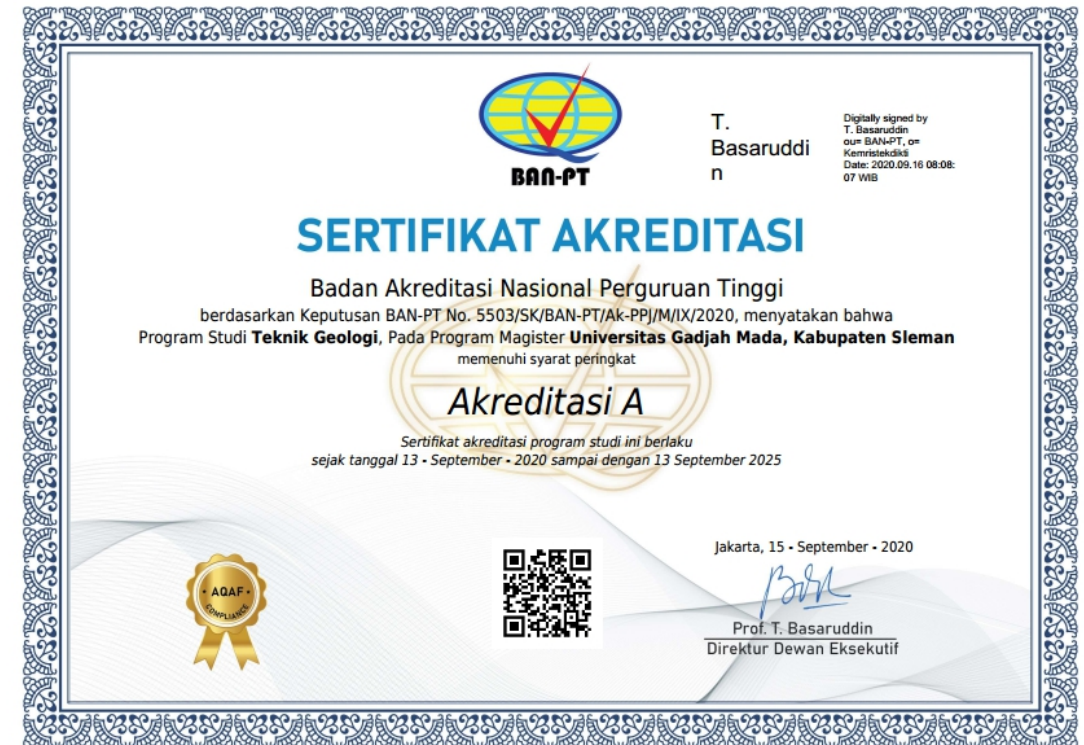 BAN-PT
T.
Basaruddi
n
Digitally signed by
T. Basaruddin
ou= BAN-PT, o=
Kemristekdikti
Date: 2020.09.16 08:08:
07 WIB
SERTIFIKAT AKREDITASI
Badan Akreditasi Nasional Perguruan Tinggi
berdasarkan Keputusan BAN-PT No. 5503/SK/BAN-PT/Ak-PPJ/M/IX/2020, menyatakan bahwa
Program Studi Teknik Geologi, Pada Program Magister Universitas Gadjah Mada, Kabupaten Sleman
memenuhi syarat peringkat
Akreditasi A
Sertifikat akreditasi program studi ini berlaku
sejak tanggal 13 - September - 2020 sampai dengan 13 September 2025
AQAF
COMPLIANCE
Jakarta, 15 - September - 2020
Prof. T. Basaruddin
Direktur Dewan Eksekutif